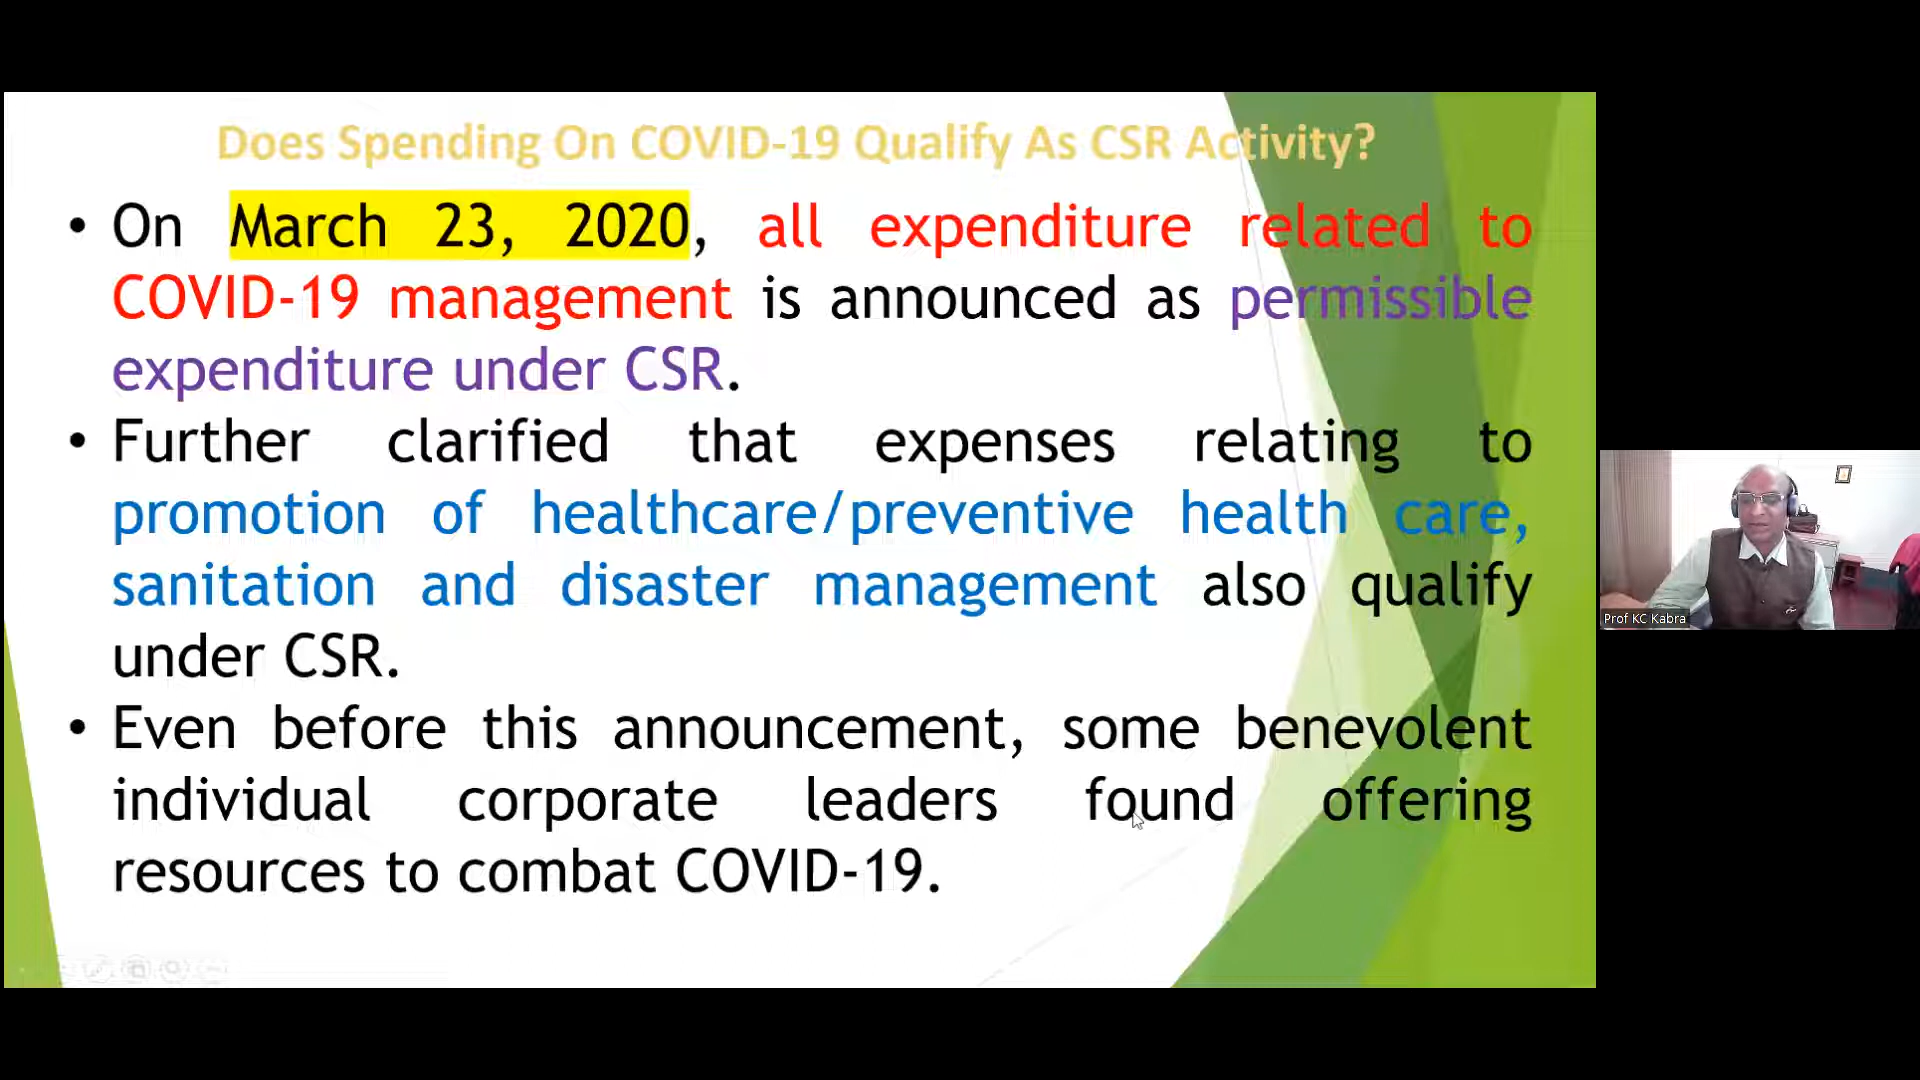 Does Spending On COVID-19 Qualify As CSR Activity?
• On March 23, 2020, all expenditure related to
COVID-19 management is announced as permissible
expenditure under CSR.
• Further clarified that expenses relating to
promotion of healthcare/preventive health care,
sanitation and disaster management also qualify
under CSR.
• Even before this announcement, some benevolent
individual corporate leaders found offering
resources to combat COVID-19.
Prof KC Kabra